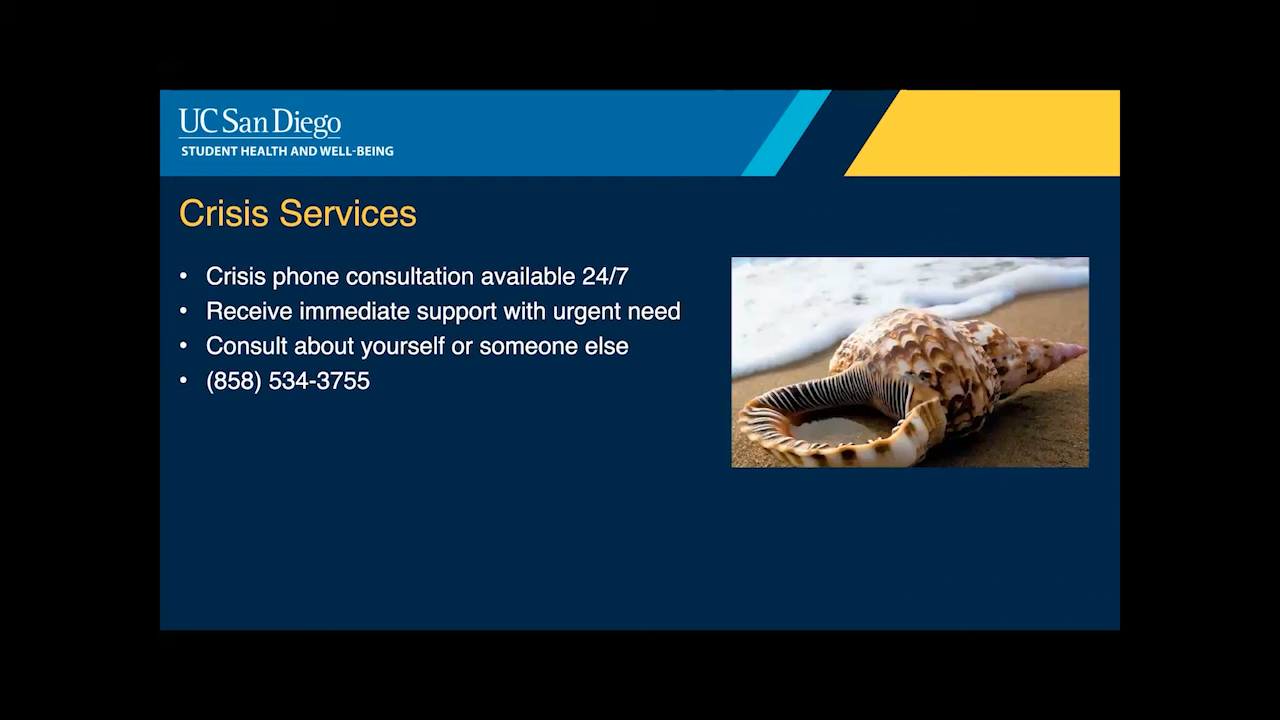 UC San Diego
STUDENT HEALTH AND WELL-BEING
Crisis Services
• Crisis phone consultation available 24/7
• Receive immediate support with urgent need
• Consult about yourself or someone else
• (858) 534-3755